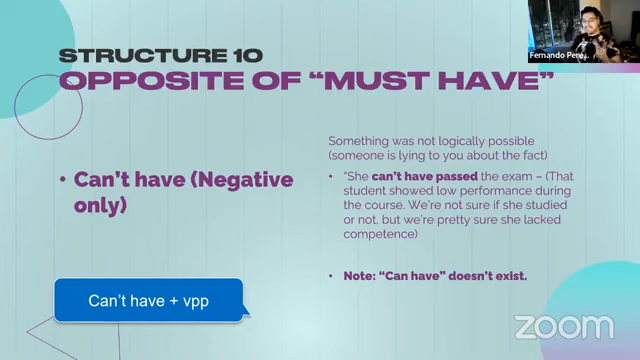 Fernando Pere...
STRUCTURE 10
OPPOSITE OF “MUST HAVE”
Something was not logically possible
(someone is lying to you about the fact)
• Can’t have (Negative
only)
• “She can’t have passed the exam – (That
student showed low performance during
the course. We’re not sure if she studied
or not, but we’re pretty sure she lacked
competence)
• Note: “Can have” doesn’t exist.
Can’t have + vpp
zoom